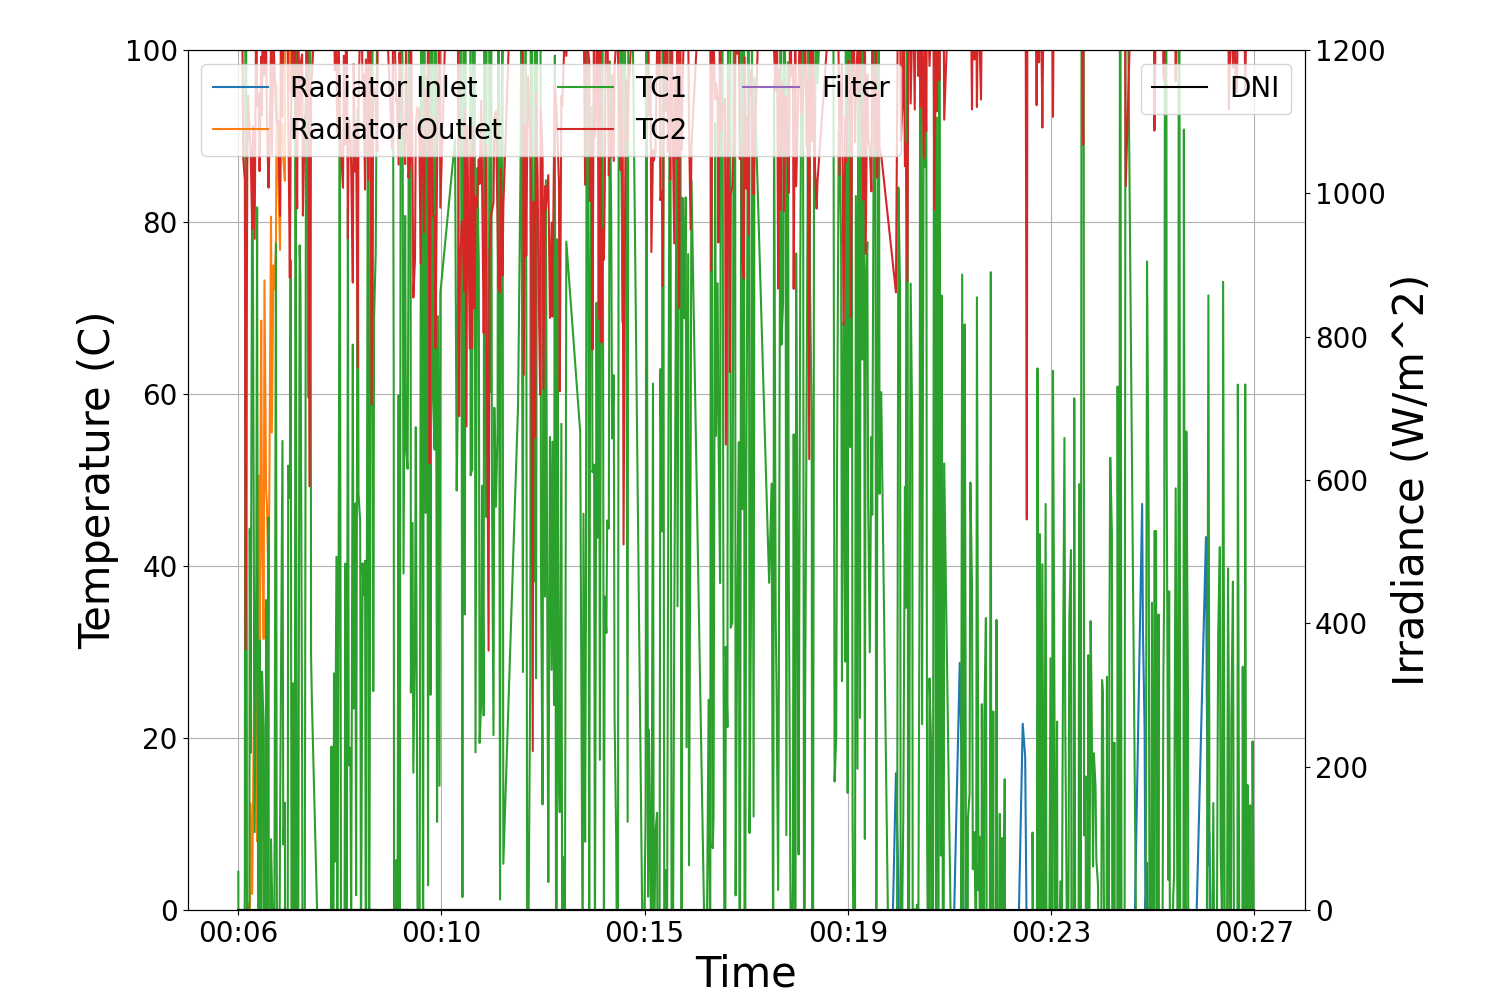 100
80
60
40
20
0
Temperature (C)
Radiator Inlet
Radiator Outlet
TC1
TC2
Filter
DNI
1200
1000
800
600
400
200
0
Irradiance (W/m^2)
00:06
00:10
00:15
00:19
00:23
00:27
Time